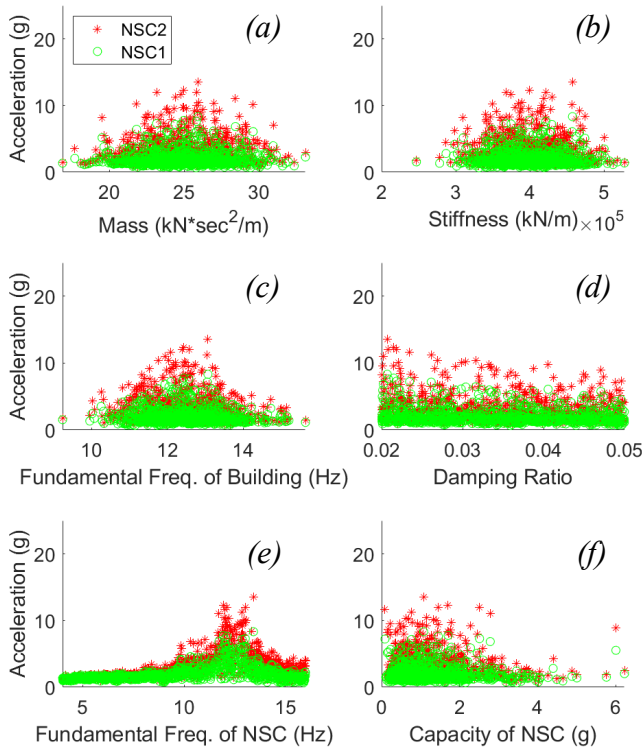 Acceleration (g)
20
10
0
NSC2
NSC1
(a)
20 25 30
Mass (kN*sec²/m)
20
10
0
(b)
2 3 4 5
Stiffness (kN/m) ×10⁵
Acceleration (g)
20
10
0
(c)
10 11 12 13 14 15
Fundamental Freq. of Building (Hz)
20
10
0
(d)
0.02 0.03 0.04 0.05
Damping Ratio
Acceleration (g)
20
10
0
(e)
5 10 15
Fundamental Freq. of NSC (Hz)
20
10
0
(f)
0 2 4 6
Capacity of NSC (g)